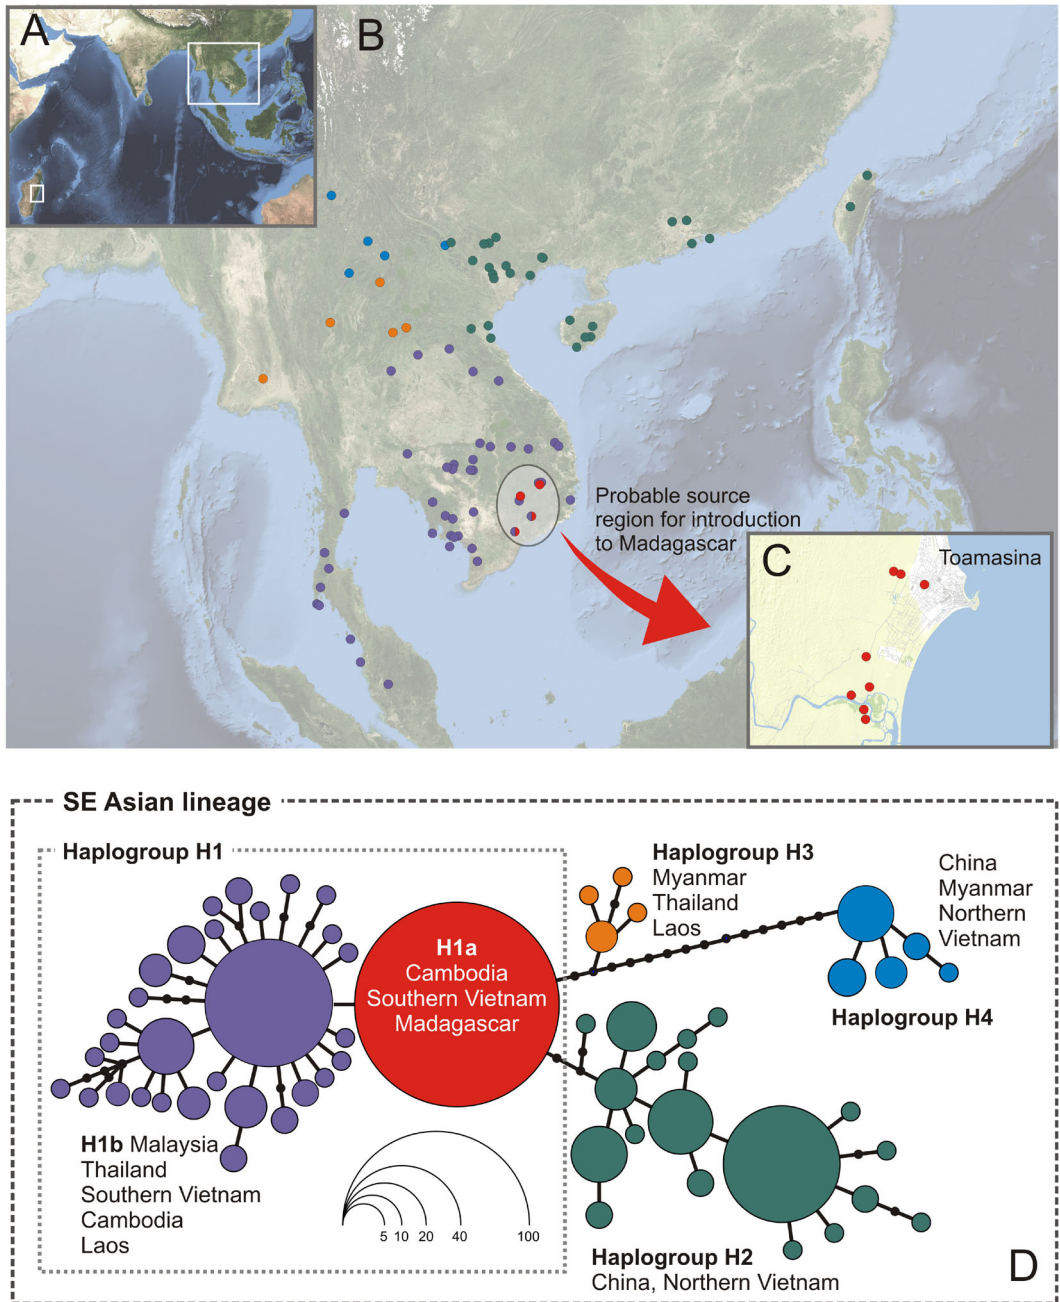 A
B
Probable source
region for introduction
to Madagascar
C
Toamasina
SE Asian lineage
Haplogroup H1
H1a
Cambodia
Southern Vietnam
Madagascar
H1b Malaysia
Thailand
Southern Vietnam
Cambodia
Laos
5 10 20 40 100
Haplogroup H3
Myanmar
Thailand
Laos
China
Myanmar
Northern
Vietnam
Haplogroup H4
Haplogroup H2
China, Northern Vietnam
D